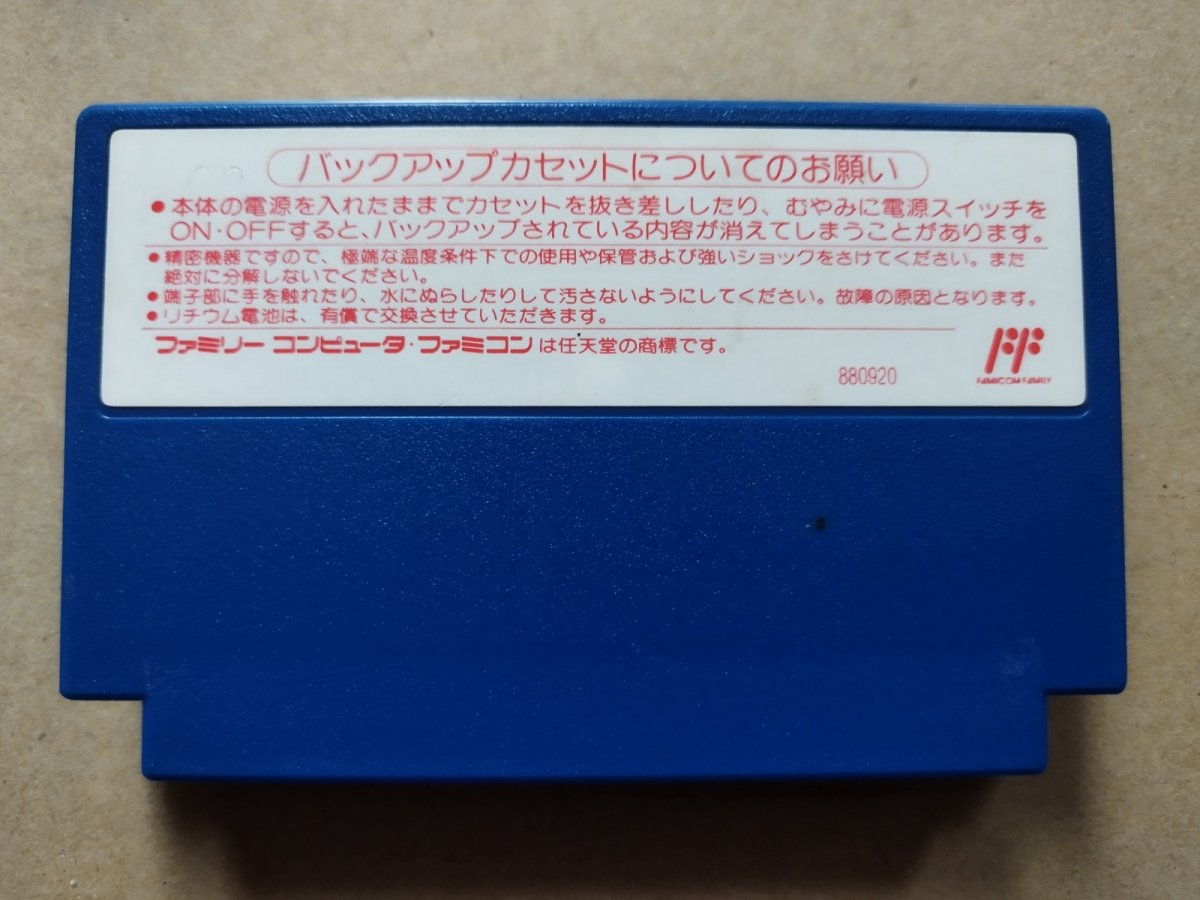 バックアップカセットについてのお願い
●本体の電源を入れたままでカセットを抜き差ししたり、むやみに電源スイッチを
ON・OFFすると、バックアップされている内容が消えてしまうことがあります。
●精密機器ですので、極端な温度条件下での使用や保管および強いショックをさけてください。また
絶対に分解しないでください。
●端子部に手を触れたり、水にぬらしたりして汚さないようにしてください。故障の原因となります。
●リチウム電池は、有償で交換させていただきます。
ファミリーコンピュータ・ファミコンは任天堂の商標です。
880920
FAMICOM FAMILY